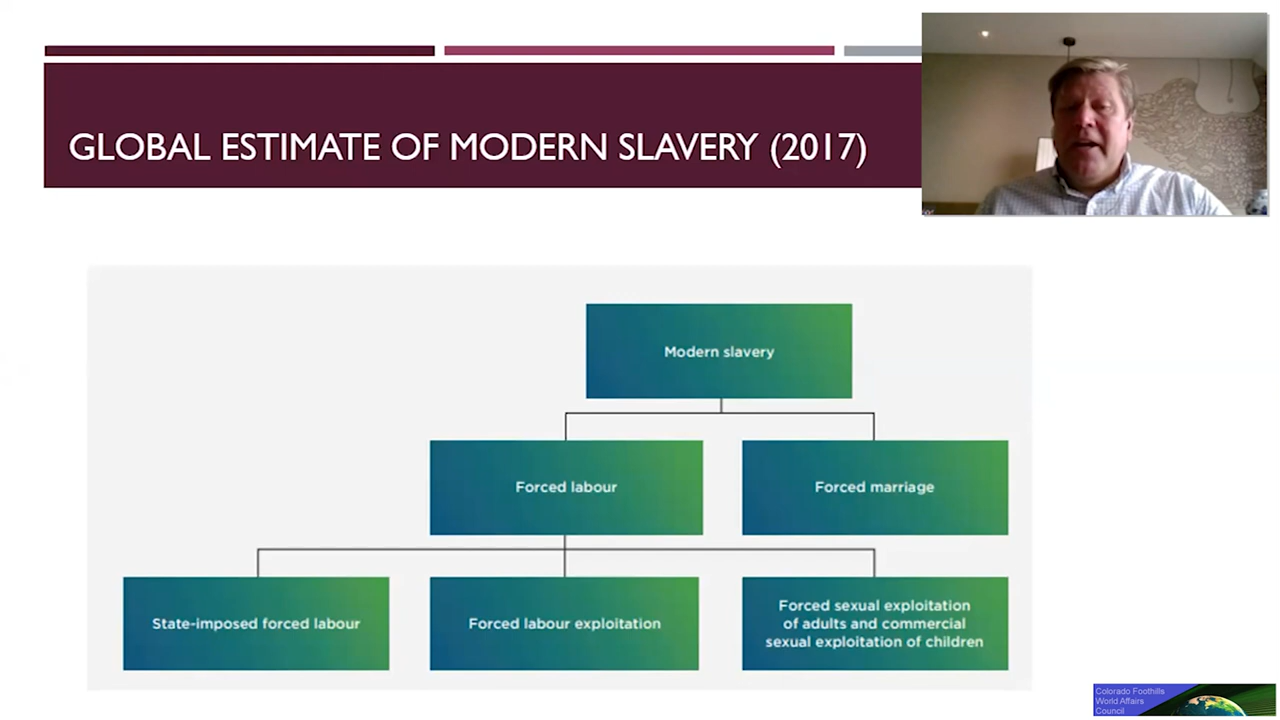 GLOBAL ESTIMATE OF MODERN SLAVERY (2017)
Modern slavery
Forced labour
Forced marriage
State-imposed forced labour
Forced labour exploitation
Forced sexual exploitation
of adults and commercial
sexual exploitation of children
Colorado Foothills
World Affairs
Council